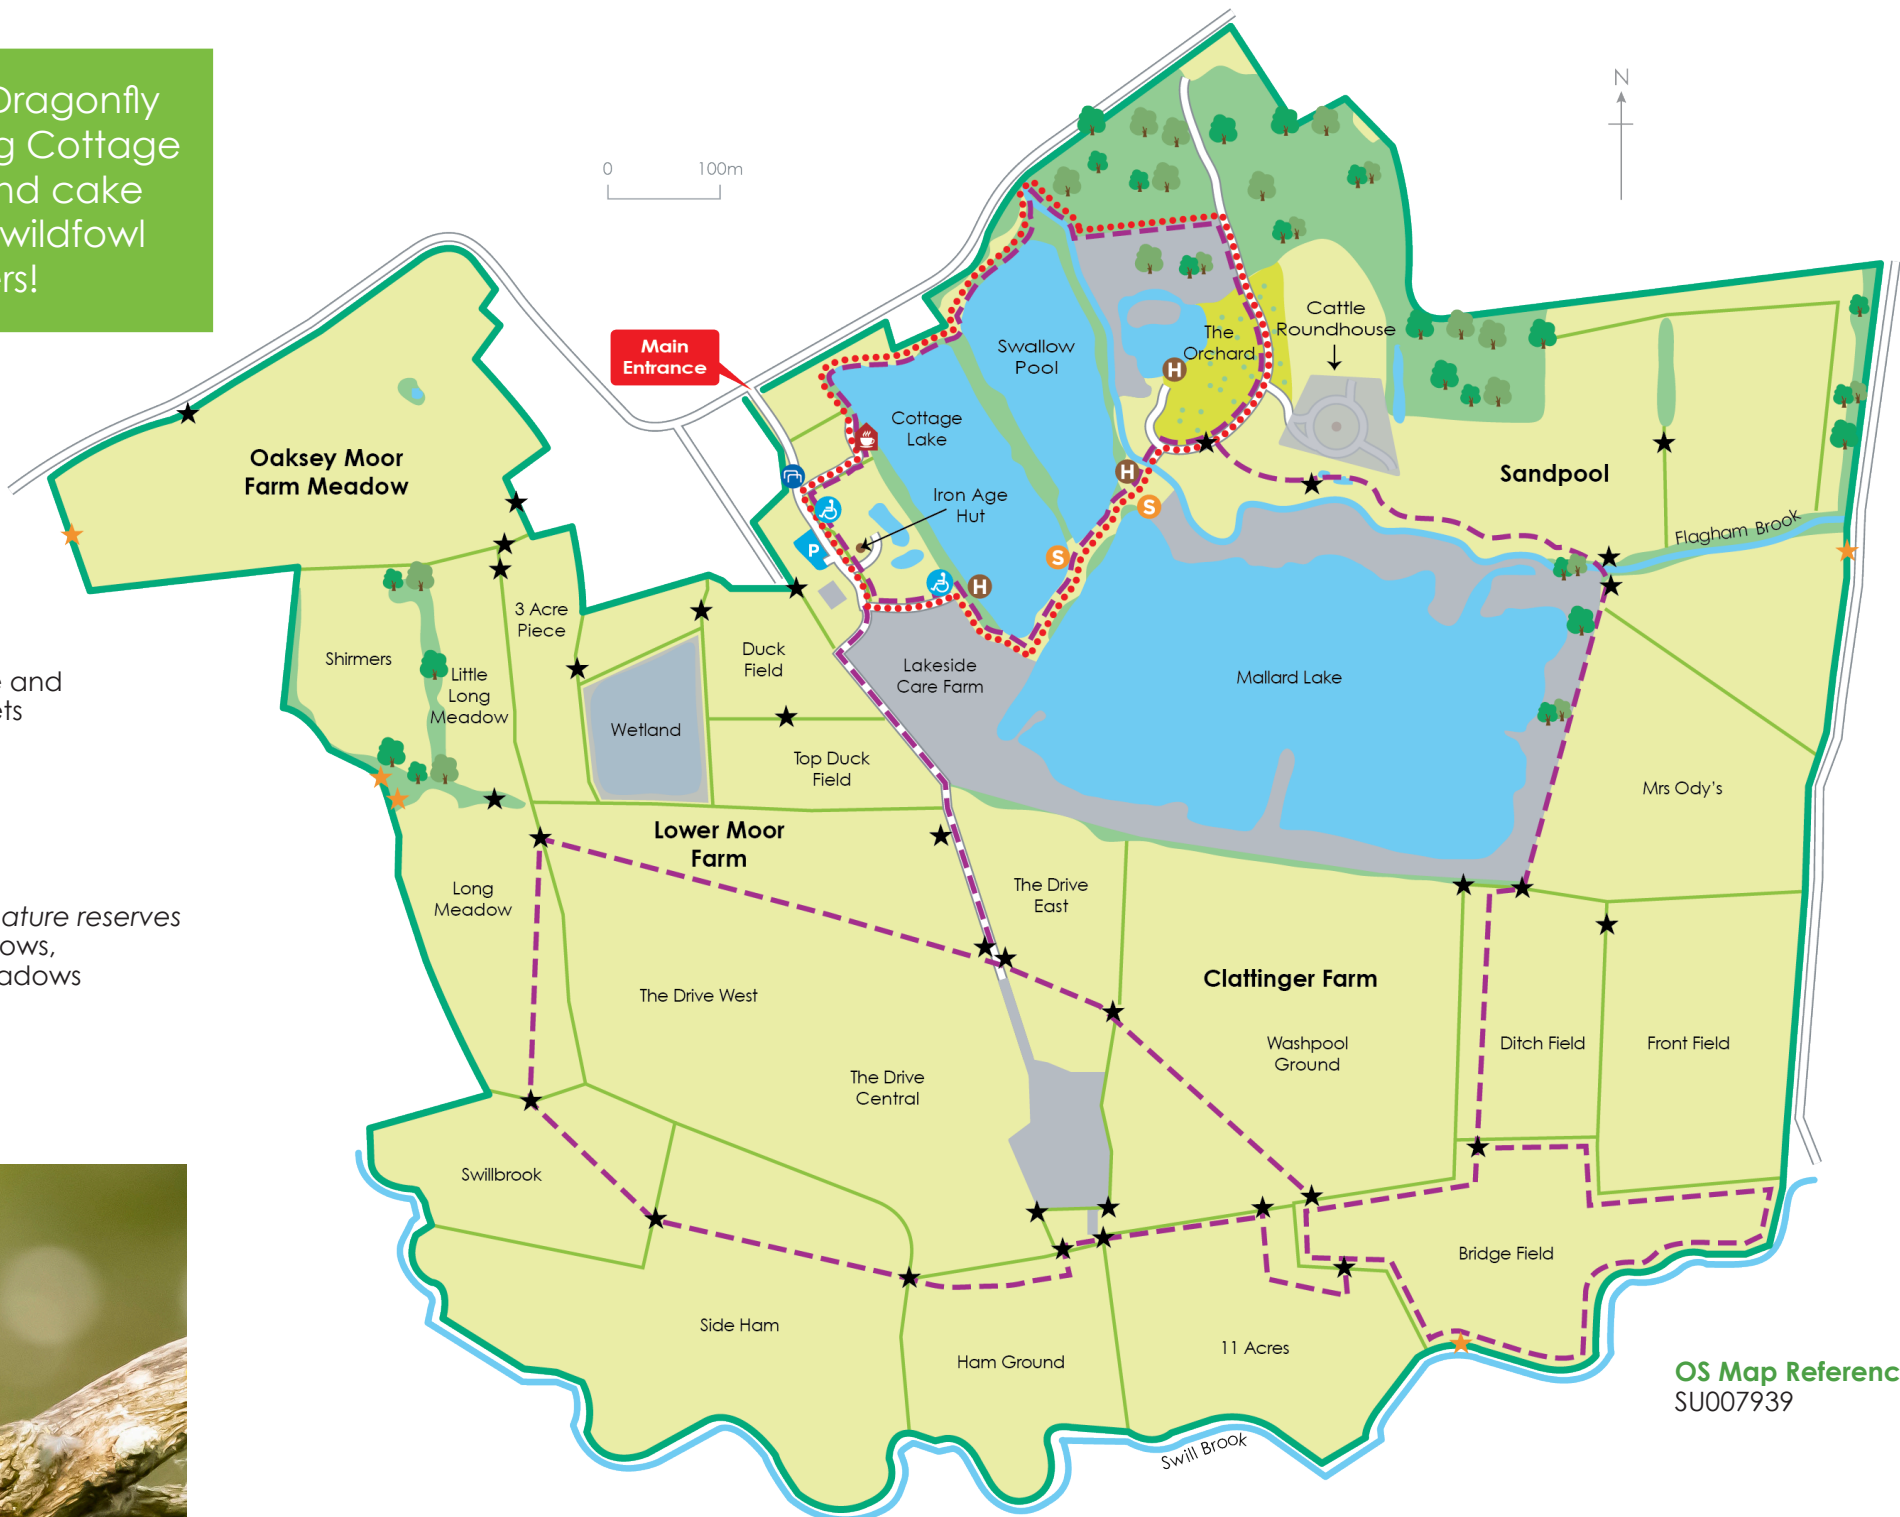 Dragonfly
g Cottage
nd cake
wildfowl
rs!
e and
ets
ature reserves
ows,
adows
N
0 100m
Main
Entrance
Swallow
Pool
The
Orchard
Cattle
Roundhouse
Cottage
Lake
Oaksey Moor
Farm Meadow
Sandpool
Iron Age
Hut
Flagham Brook
H
H
S
S
H
P
3 Acre
Piece
Shirmers
Little
Long
Meadow
Duck
Field
Lakeside
Care Farm
Mallard Lake
Wetland
Top Duck
Field
Mrs Ody's
Lower Moor
Farm
Long
Meadow
The Drive
East
Clattinger Farm
The Drive West
Washpool
Ground
Ditch Field
Front Field
The Drive
Central
Swillbrook
Bridge Field
Side Ham
Ham Ground
11 Acres
Swill Brook
OS Map Referenc
SU007939